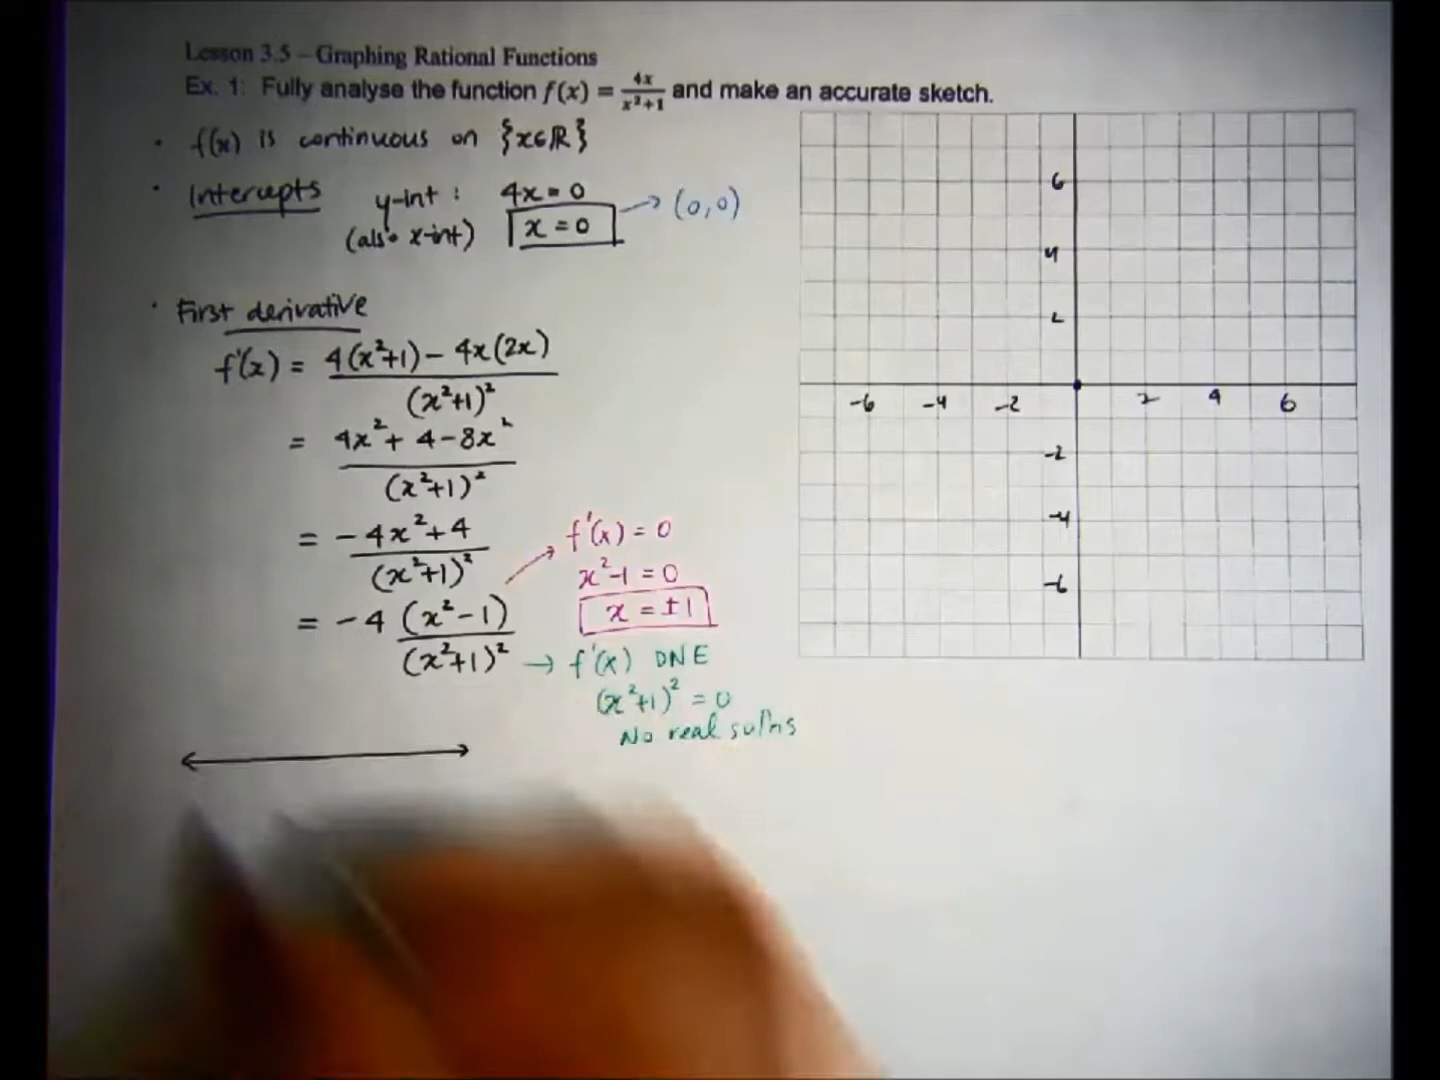 Lesson 3.5 – Graphing Rational Functions
Ex. 1: Fully analyse the function f(x) = 4x/x²+1 and make an accurate sketch.
• f(x) is continuous on {x∈ℝ}
• Intercepts y-int : 4x=0
(also x-int) x=0 → (0,0)
• First derivative
f'(x) = 4(x²+1) – 4x(2x)
(x²+1)²
= 4x² + 4 – 8x²
(x²+1)²
= –4x²+4
(x²+1)²
= –4 (x²–1)
(x²+1)²
→ f'(x) = 0
x²–1 = 0
x = ±1
→ f'(x) DNE
(x²+1)² = 0
No real sol'ns
6
4
2
-6 -4 -2 2 4 6
-2
-4
-6